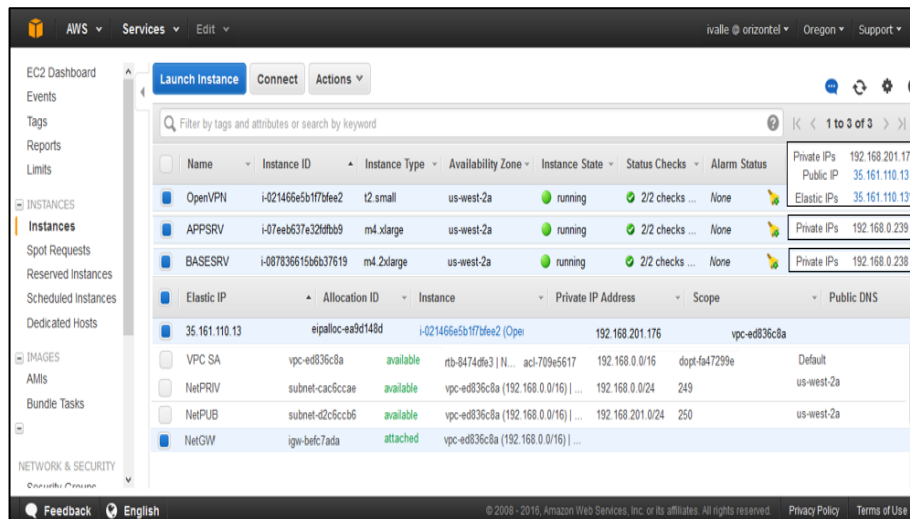 AWS Services Edit ivalle @ orizontel Oregon Support
EC2 Dashboard
Events
Tags
Reports
Limits
INSTANCES
Instances
Spot Requests
Reserved Instances
Scheduled Instances
Dedicated Hosts
IMAGES
AMIs
Bundle Tasks
NETWORK & SECURITY
Security Groups
Launch Instance Connect Actions
Filter by tags and attributes or search by keyword 1 to 3 of 3
Name Instance ID Instance Type Availability Zone Instance State Status Checks Alarm Status
Private IPs 192.168.201.17
Public IP 35.161.110.13
Elastic IPs 35.161.110.13
OpenVPN i-021466e5b1f7bfee2 t2.small us-west-2a running 2/2 checks ... None
APPSRV i-07eeb637e32fdfbb9 m4.xlarge us-west-2a running 2/2 checks ... None Private IPs 192.168.0.239
BASESRV i-087836615b6b37619 m4.2xlarge us-west-2a running 2/2 checks ... None Private IPs 192.168.0.238
Elastic IP Allocation ID Instance Private IP Address Scope Public DNS
35.161.110.13 eipalloc-ea9d148d i-021466e5b1f7bfee2 (Ope 192.168.201.176 vpc-ed836c8a
VPC SA vpc-ed836c8a available rtb-8474dfe3 | N... acl-709e5617 192.168.0.0/16 dopt-fa47299e Default
NetPRIV subnet-cac6ccae available vpc-ed836c8a (192.168.0.0/16) | ... 192.168.0.0/24 249 us-west-2a
NetPUB subnet-d2c6ccb6 available vpc-ed836c8a (192.168.0.0/16) | ... 192.168.201.0/24 250 us-west-2a
NetGW igw-befc7ada attached vpc-ed836c8a (192.168.0.0/16) | ...
Feedback English © 2008 - 2016, Amazon Web Services, Inc. or its affiliates. All rights reserved. Privacy Policy Terms of Use